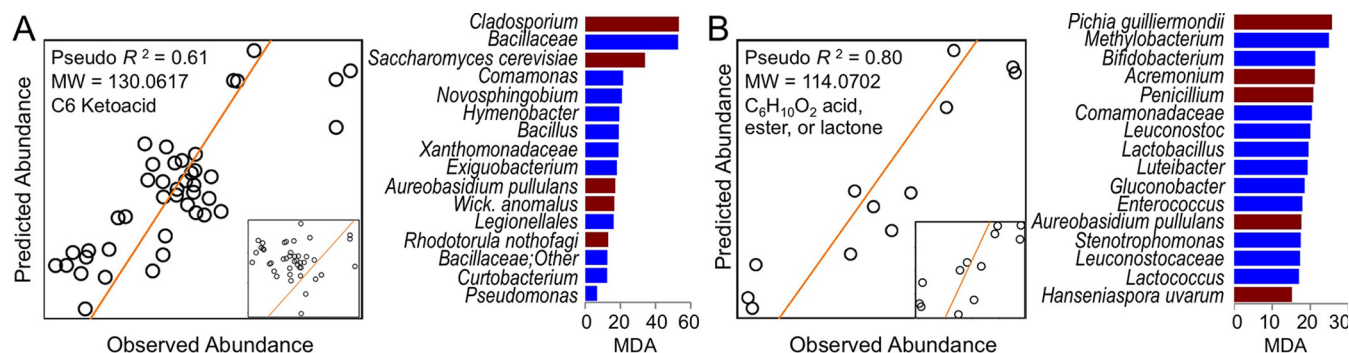 A
Pseudo R² = 0.61
MW = 130.0617
C6 Ketoacid
Predicted Abundance
Observed Abundance
Cladosporium
Bacillaceae
Saccharomyces cerevisiae
Comamonas
Novosphingobium
Hymenobacter
Bacillus
Xanthomonadaceae
Exiguobacterium
Aureobasidium pullulans
Wick. anomalus
Legionellales
Rhodotorula nothofagi
Bacillaceae;Other
Curtobacterium
Pseudomonas
0 20 40 60
MDA
B
Pseudo R² = 0.80
MW = 114.0702
C₆H₁₀O₂ acid,
ester, or lactone
Predicted Abundance
Observed Abundance
Pichia guilliermondii
Methylobacterium
Bifidobacterium
Acremonium
Penicillium
Comamonadaceae
Leuconostoc
Lactobacillus
Luteibacter
Gluconobacter
Enterococcus
Aureobasidium pullulans
Stenotrophomonas
Leuconostocaceae
Lactococcus
Hanseniaspora uvarum
0 10 20 30
MDA